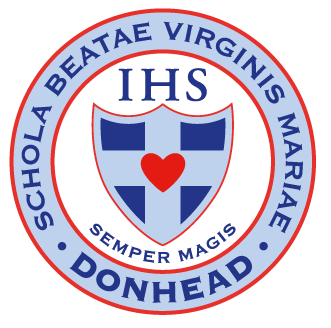 SCHOLA BEATAE VIRGINIS MARIAE
IHS
SEMPER MAGIS
• DONHEAD •